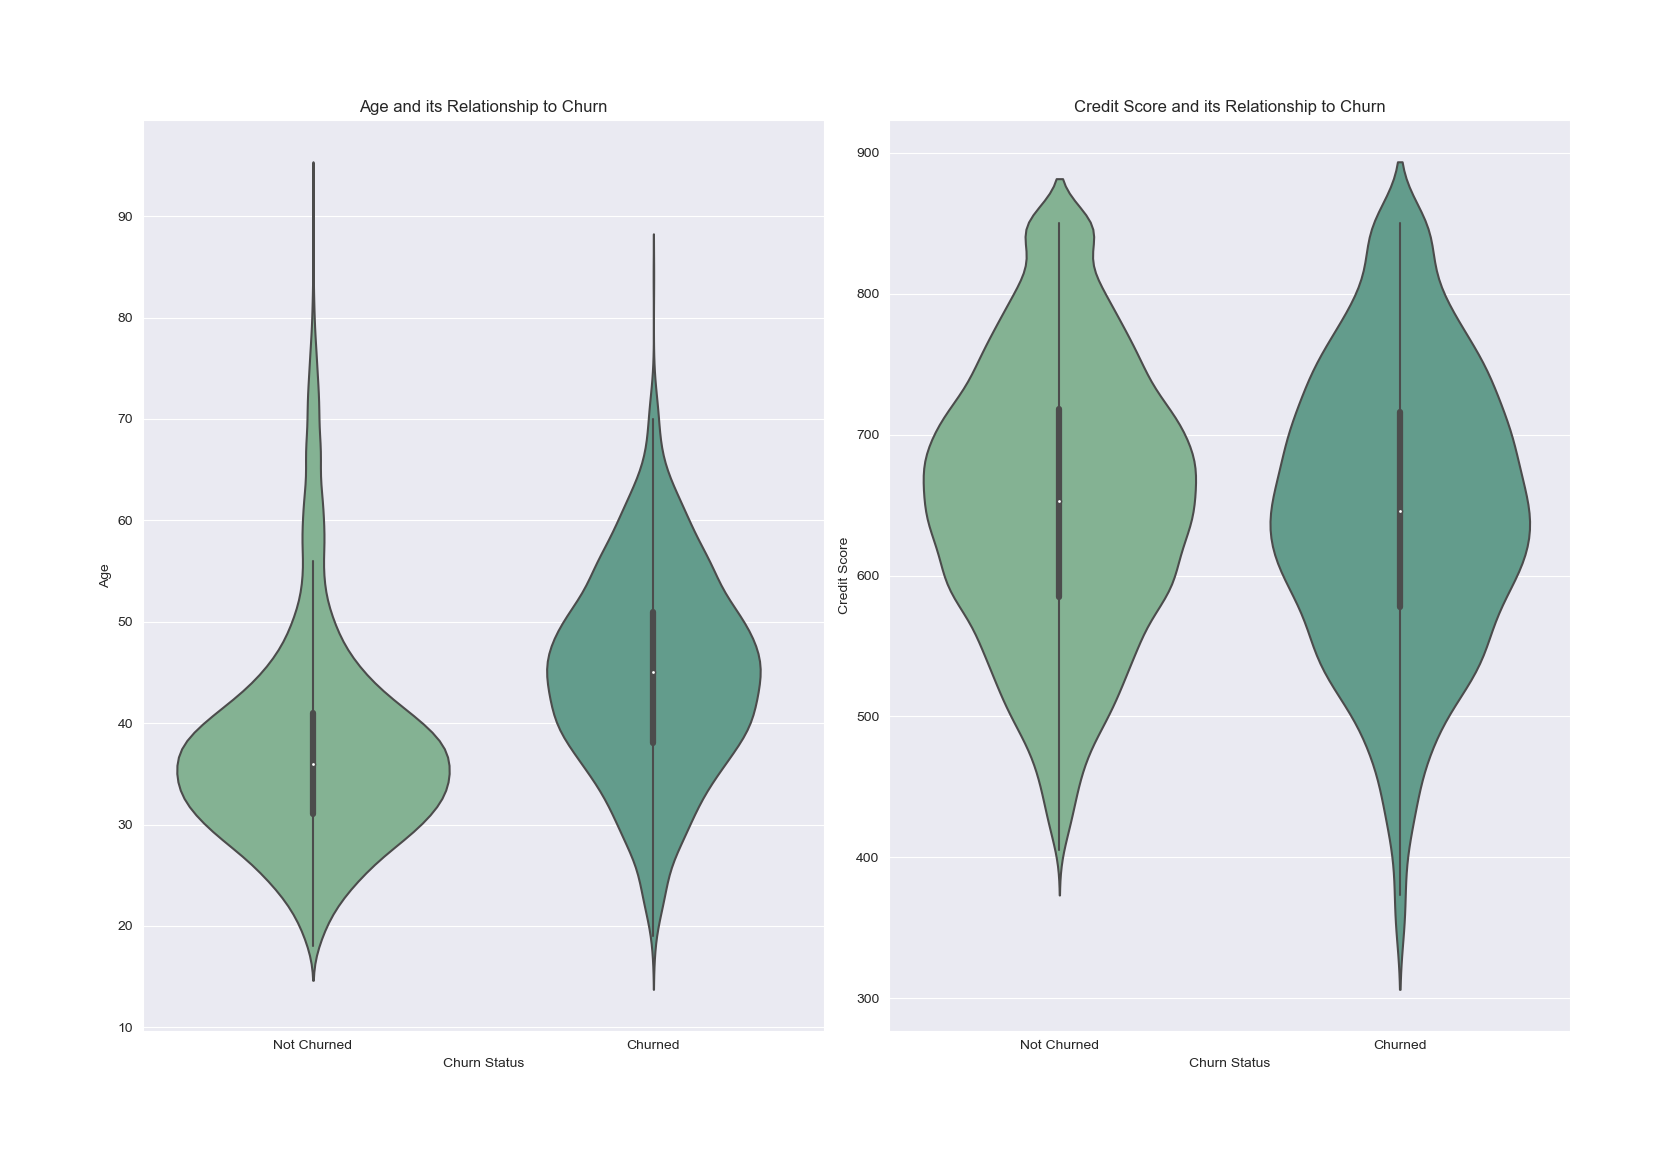 Age and its Relationship to Churn
90
80
70
60
50
40
30
20
10
Age
Not Churned
Churned
Churn Status
Credit Score and its Relationship to Churn
900
800
700
600
500
400
300
Credit Score
Not Churned
Churned
Churn Status